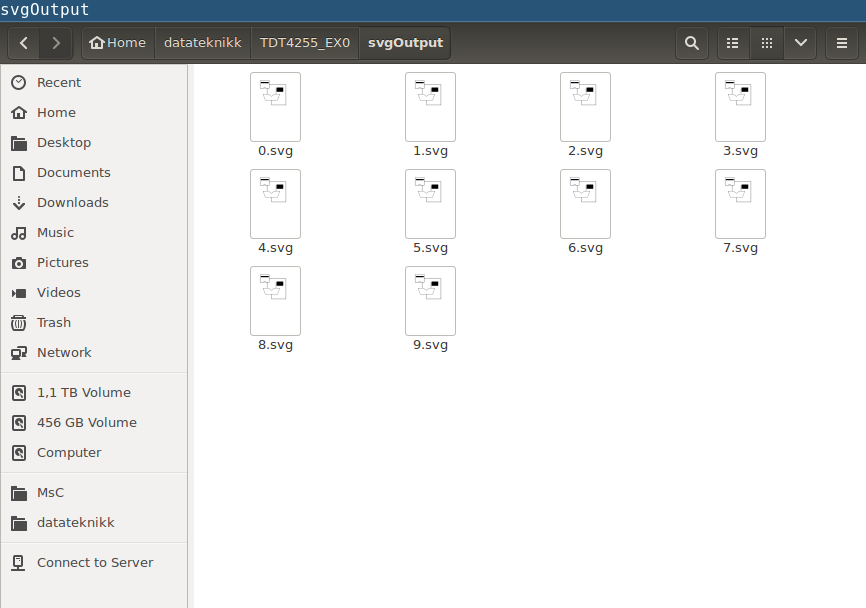 svgOutput
Home datateknikk TDT4255_EX0 svgOutput
Recent
Home
Desktop
Documents
Downloads
Music
Pictures
Videos
Trash
Network
1,1 TB Volume
456 GB Volume
Computer
MsC
datateknikk
Connect to Server
0.svg 1.svg 2.svg 3.svg
4.svg 5.svg 6.svg 7.svg
8.svg 9.svg